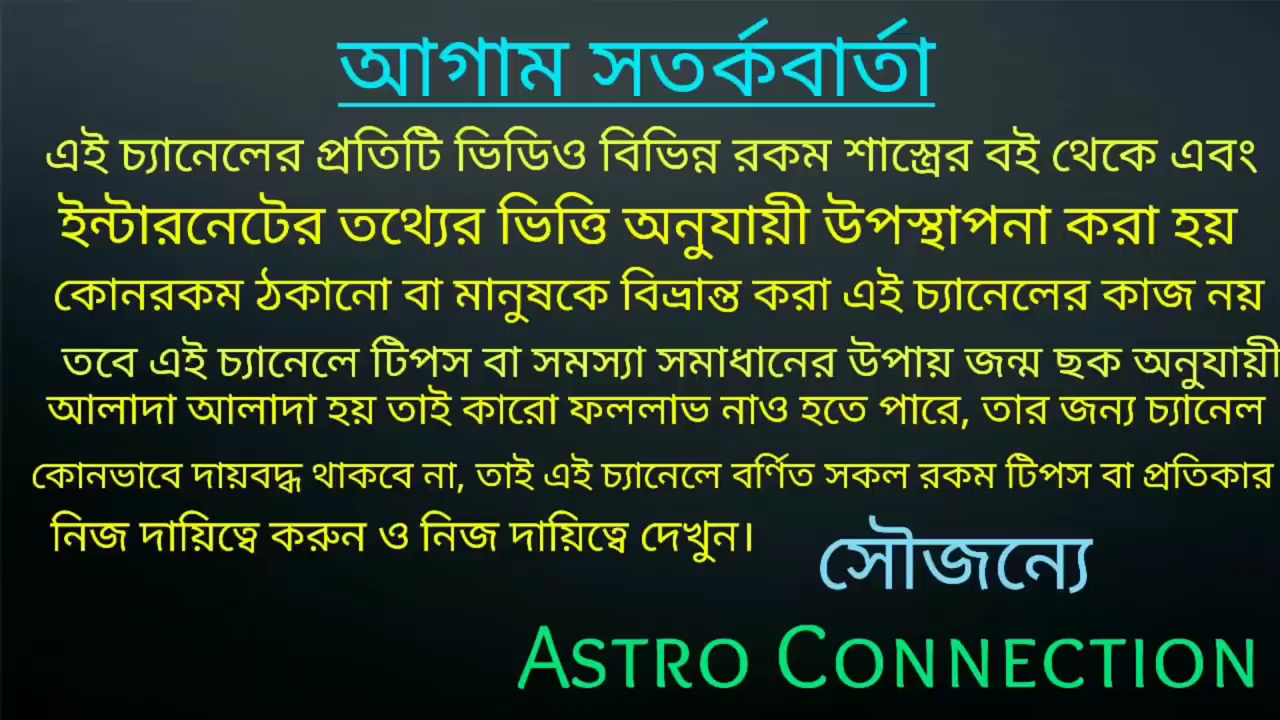 আগাম সতর্কবার্তা
এই চ্যানেলের প্রতিটি ভিডিও বিভিন্ন রকম শাস্ত্রের বই থেকে এবং
ইন্টারনেটের তথ্যের ভিত্তি অনুযায়ী উপস্থাপনা করা হয়
কোনরকম ঠকানো বা মানুষকে বিভ্রান্ত করা এই চ্যানেলের কাজ নয়
তবে এই চ্যানেলে টিপস বা সমস্যা সমাধানের উপায় জন্ম ছক অনুযায়ী
আলাদা আলাদা হয় তাই কারো ফললাভ নাও হতে পারে, তার জন্য চ্যানেল
কোনভাবে দায়বদ্ধ থাকবে না, তাই এই চ্যানেলে বর্ণিত সকল রকম টিপস বা প্রতিকার
নিজ দায়িত্বে করুন ও নিজ দায়িত্বে দেখুন।
সৌজন্যে
ASTRO CONNECTION